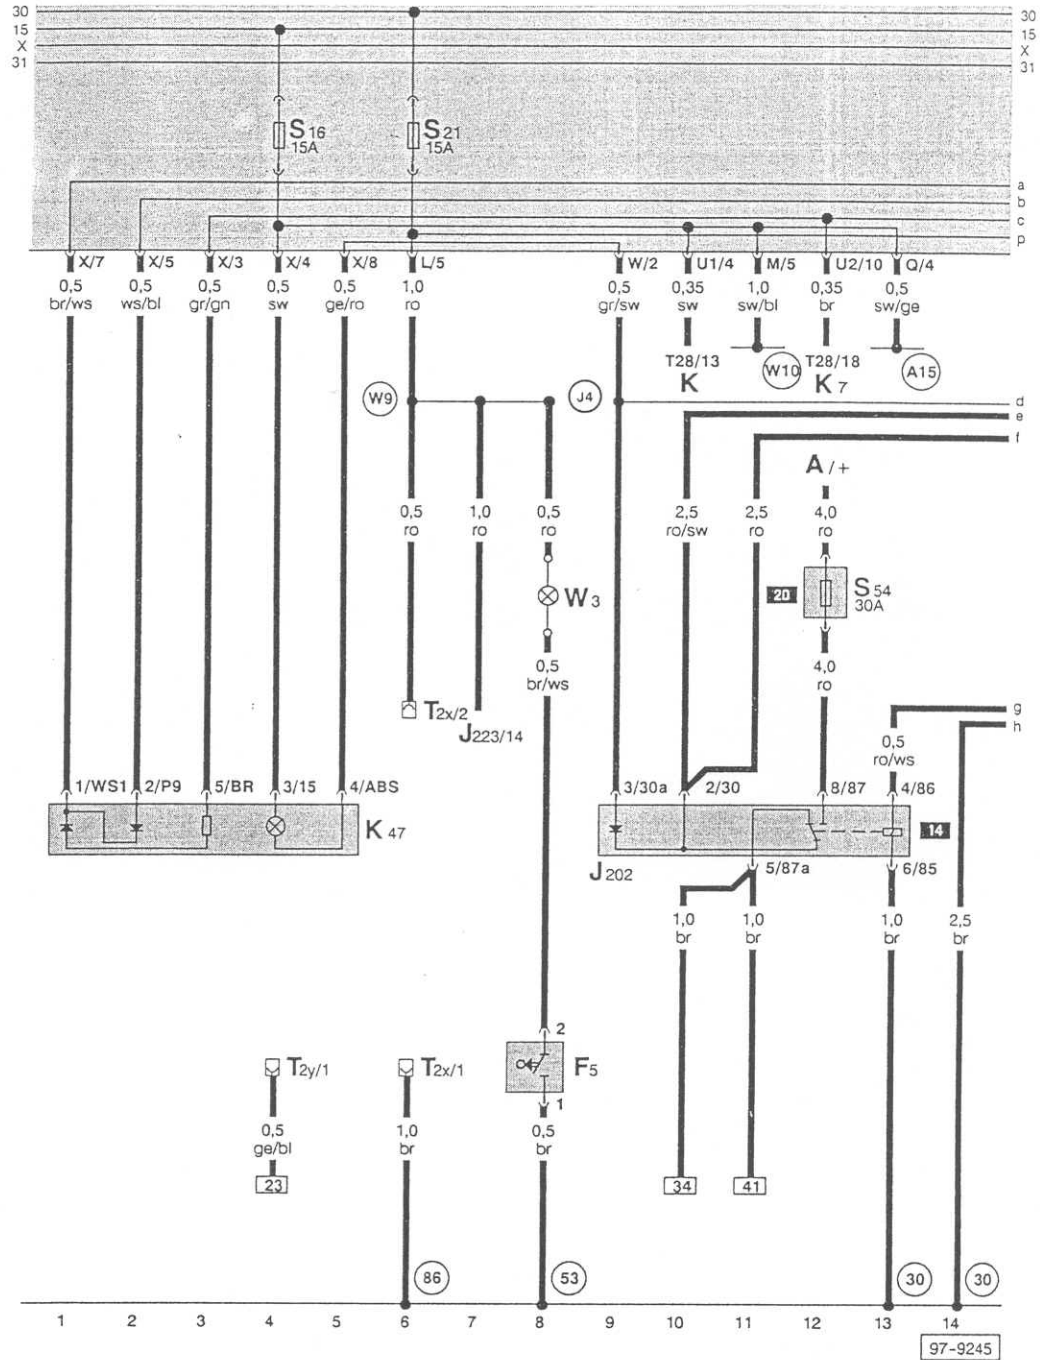 30 30
15 15
X X
31 31
S16 S21
15A 15A
a
b
c
p
X/7 X/5 X/3 X/4 X/8 L/5 W/2 U1/4 M/5 U2/10 Q/4
0,5 0,5 0,5 0,5 0,5 1,0 0,5 0,35 1,0 0,35 0,5
br/ws ws/bl gr/gn sw ge/ro ro gr/sw sw sw/bl br sw/ge
T28/13 W10 T28/18 A15
K K7
W9 J4 d
e
f
A/+
0,5 1,0 0,5 2,5 2,5 4,0
ro ro ro ro/sw ro ro
20 S54
30A
W3
0,5 4,0
br/ws ro
T2x/2 g
J223/14 h
0,5
ro/ws
1/WS1 2/P9 5/BR 3/15 4/ABS 3/30a 2/30 8/87 4/86
K47 14
J202 5/87a 6/85
1,0 1,0 1,0 2,5
br br br br
2
T2y/1 T2x/1 F5
1
0,5 1,0 0,5
ge/bl br br
23 34 41
86 53 30 30
1 2 3 4 5 6 7 8 9 10 11 12 13 14
97-9245